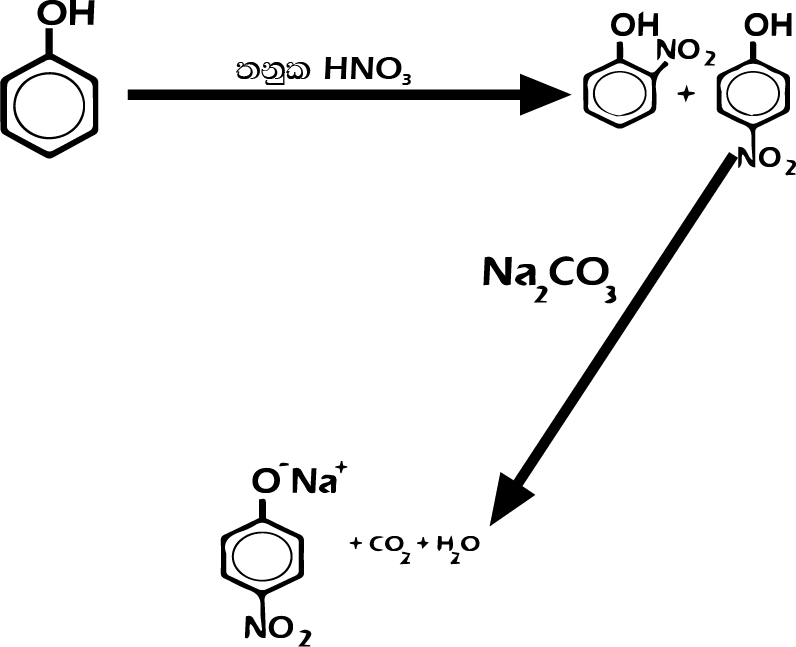 OH
OH
OH
තනුක HNO₃
NO₂
+
NO₂
Na₂CO₃
O⁻Na⁺
+ CO₂ + H₂O
NO₂